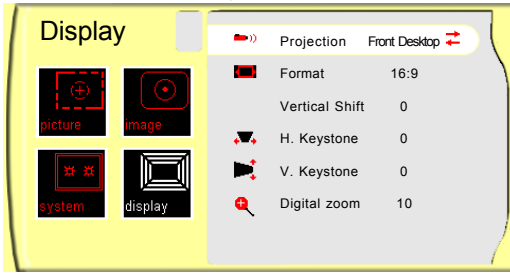 Display
picture
image
system
display
Projection Front Desktop
Format 16:9
Vertical Shift 0
H. Keystone 0
V. Keystone 0
Digital zoom 10